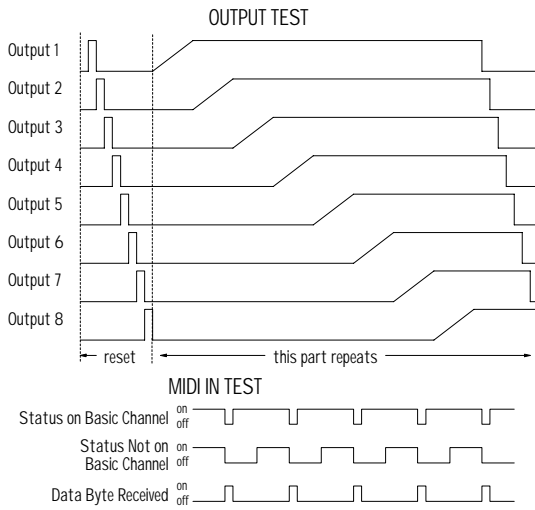 OUTPUT TEST
Output 1
Output 2
Output 3
Output 4
Output 5
Output 6
Output 7
Output 8
reset
this part repeats
MIDI IN TEST
Status on Basic Channel on
off
Status Not on on
Basic Channel off
Data Byte Received on
off